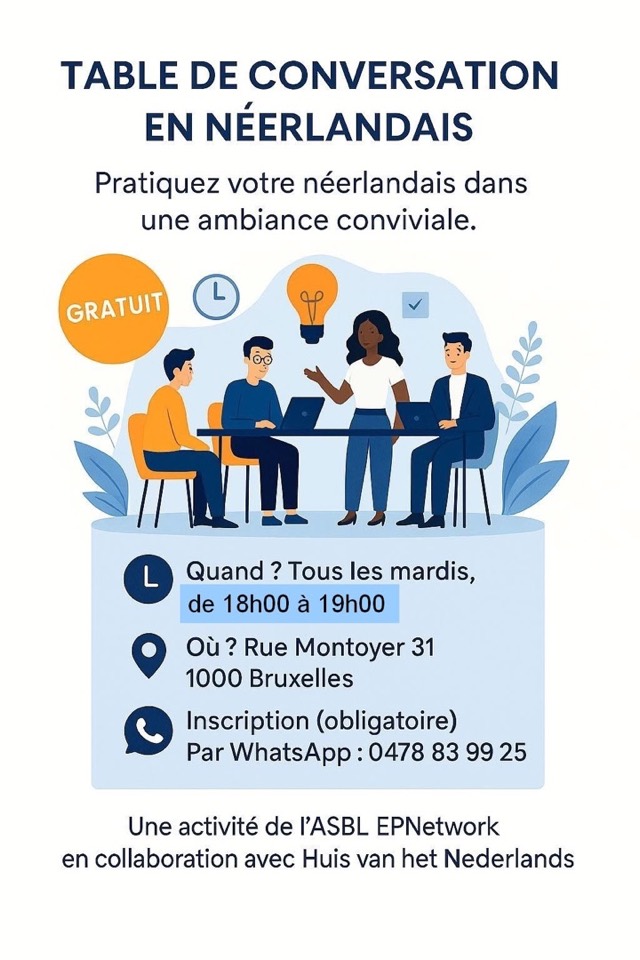 TABLE DE CONVERSATION
EN NÉERLANDAIS
Pratiquez votre néerlandais dans
une ambiance conviviale.
GRATUIT
Quand ? Tous les mardis,
de 18h00 à 19h00
Où ? Rue Montoyer 31
1000 Bruxelles
Inscription (obligatoire)
Par WhatsApp : 0478 83 99 25
Une activité de l'ASBL EPNetwork
en collaboration avec Huis van het Nederlands